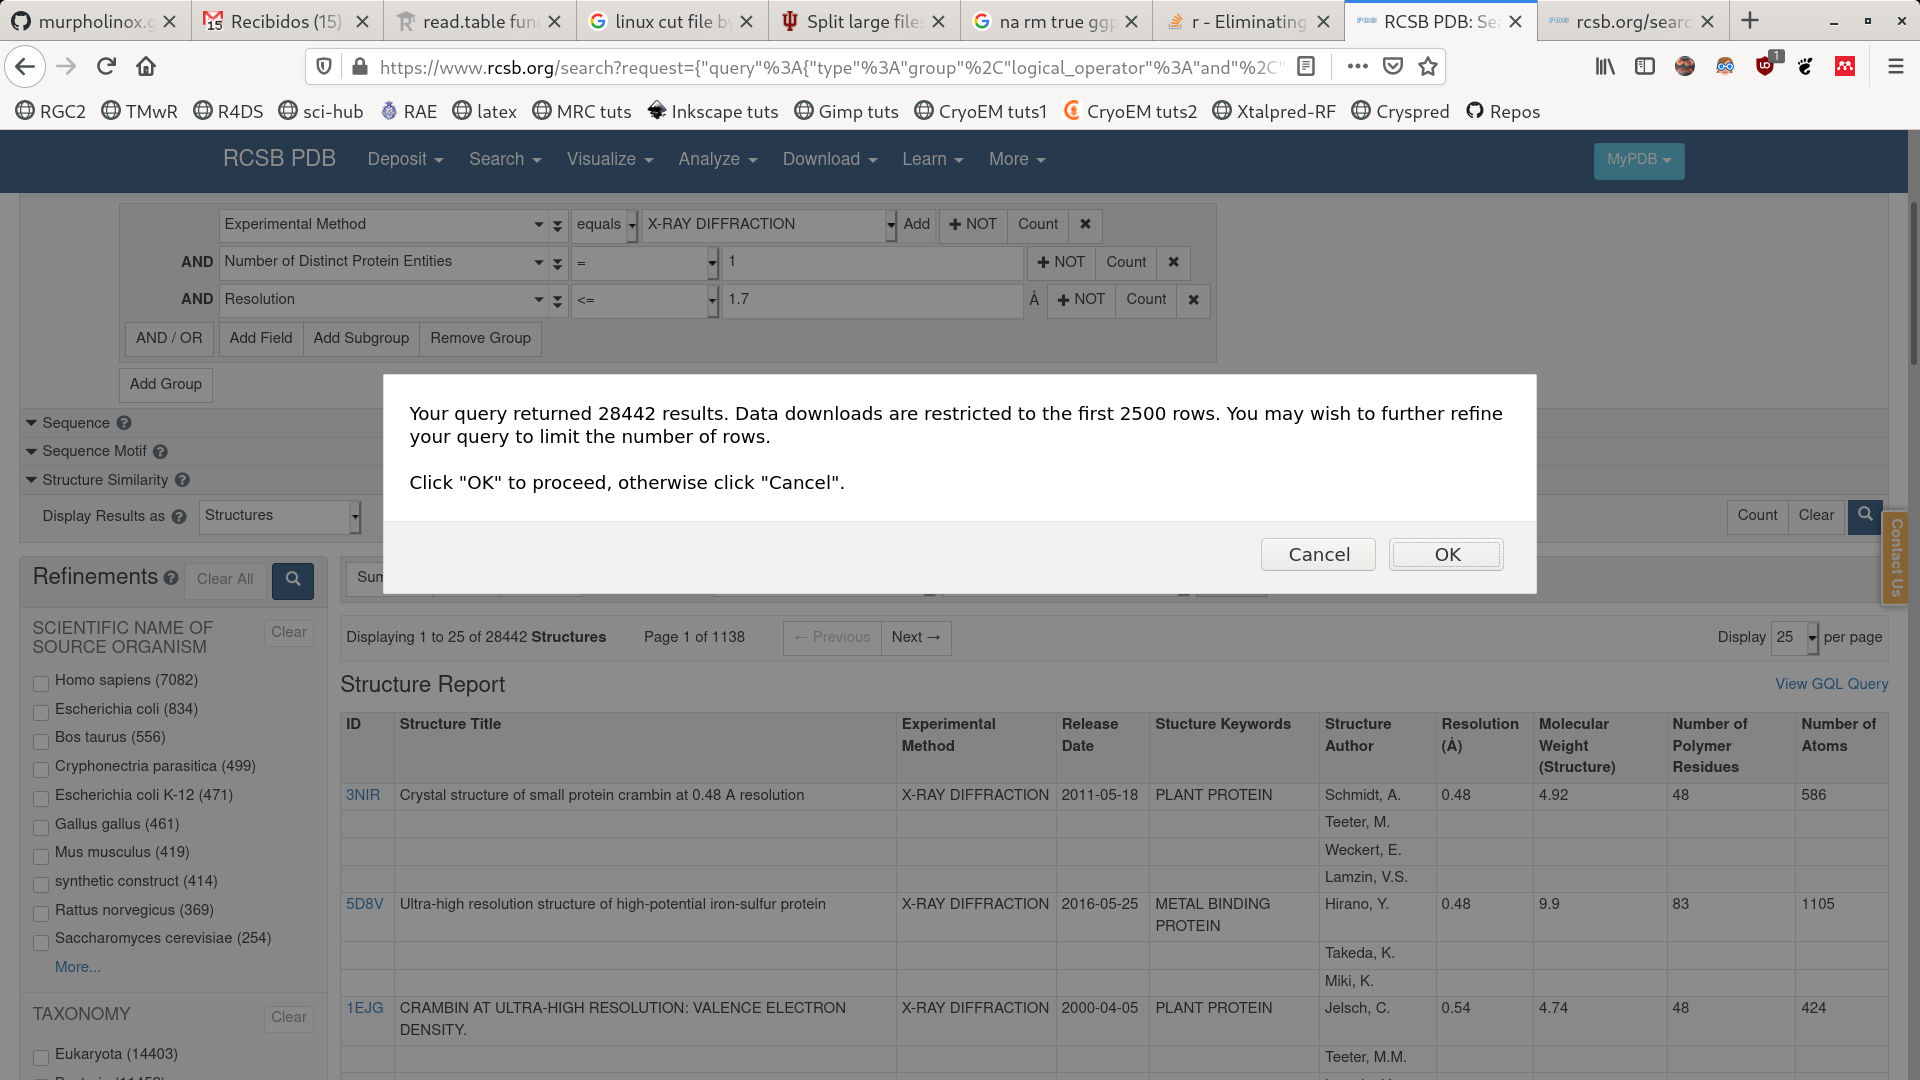 murpholinox.g
Recibidos (15)
read.table fun
linux cut file by
Split large files
na rm true ggp
r - Eliminating
RCSB PDB: Sea
rcsb.org/searc
https://www.rcsb.org/search?request={"query"%3A{"type"%3A"group"%2C"logical_operator"%3A"and"%2C"
1
RGC2 TMwR R4DS sci-hub RAE latex MRC tuts Inkscape tuts Gimp tuts CryoEM tuts1 CryoEM tuts2 Xtalpred-RF Cryspred Repos
RCSB PDB Deposit Search Visualize Analyze Download Learn More MyPDB
Experimental Method equals X-RAY DIFFRACTION Add NOT Count
AND Number of Distinct Protein Entities = 1 NOT Count
AND Resolution <= 1.7 Å NOT Count
AND / OR Add Field Add Subgroup Remove Group
Add Group
Your query returned 28442 results. Data downloads are restricted to the first 2500 rows. You may wish to further refine
your query to limit the number of rows.
Click "OK" to proceed, otherwise click "Cancel".
Cancel OK
Sequence
Sequence Motif
Structure Similarity
Display Results as Structures Count Clear
Contact Us
Refinements Clear All
SCIENTIFIC NAME OF
SOURCE ORGANISM
Clear
Homo sapiens (7082)
Escherichia coli (834)
Bos taurus (556)
Cryphonectria parasitica (499)
Escherichia coli K-12 (471)
Gallus gallus (461)
Mus musculus (419)
synthetic construct (414)
Rattus norvegicus (369)
Saccharomyces cerevisiae (254)
More...
TAXONOMY Clear
Eukaryota (14403)
Displaying 1 to 25 of 28442 Structures Page 1 of 1138 ← Previous Next → Display 25 per page
Structure Report View GQL Query
ID Structure Title Experimental Method Release Date Stucture Keywords Structure Author Resolution (Å) Molecular Weight (Structure) Number of Polymer Residues Number of Atoms
3NIR Crystal structure of small protein crambin at 0.48 A resolution X-RAY DIFFRACTION 2011-05-18 PLANT PROTEIN Schmidt, A. 0.48 4.92 48 586
Teeter, M.
Weckert, E.
Lamzin, V.S.
5D8V Ultra-high resolution structure of high-potential iron-sulfur protein X-RAY DIFFRACTION 2016-05-25 METAL BINDING PROTEIN Hirano, Y. 0.48 9.9 83 1105
Takeda, K.
Miki, K.
1EJG CRAMBIN AT ULTRA-HIGH RESOLUTION: VALENCE ELECTRON DENSITY. X-RAY DIFFRACTION 2000-04-05 PLANT PROTEIN Jelsch, C. 0.54 4.74 48 424
Teeter, M.M.